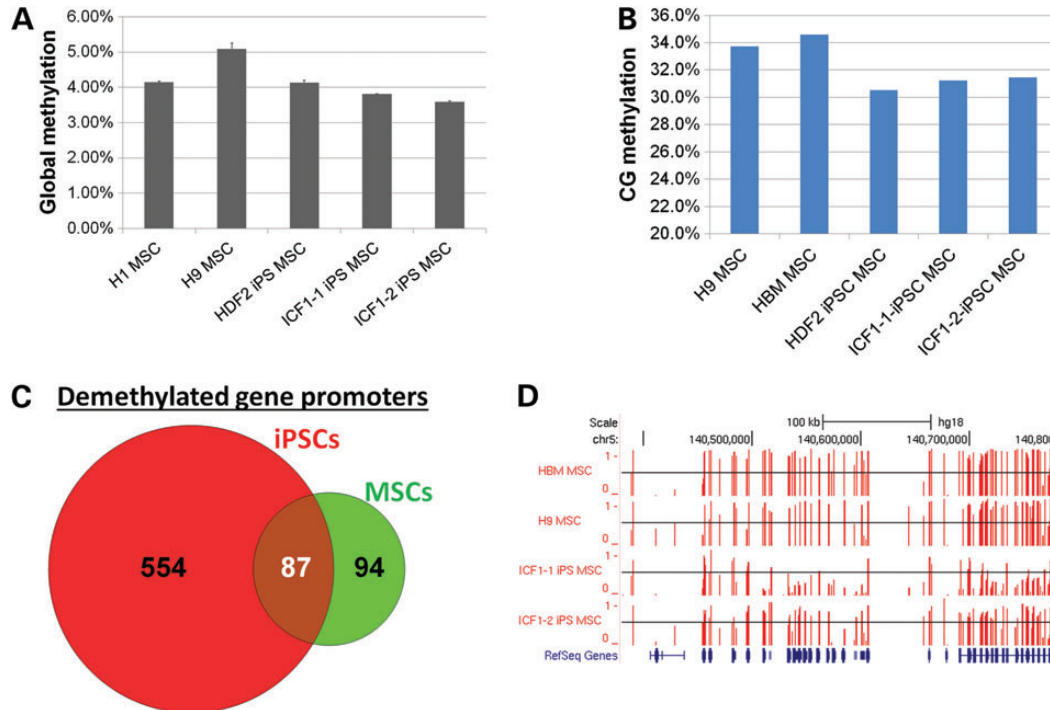 A
Global methylation
6.00%
5.00%
4.00%
3.00%
2.00%
1.00%
0.00%
H1 MSC
H9 MSC
HDF2 iPS MSC
ICF1-1 iPS MSC
ICF1-2 iPS MSC
B
CG methylation
36.0%
34.0%
32.0%
30.0%
28.0%
26.0%
24.0%
22.0%
20.0%
H9 MSC
HBM MSC
HDF2 iPSC MSC
ICF1-1-iPSC MSC
ICF1-2-iPSC MSC
C
Demethylated gene promoters
iPSCs
MSCs
554
87
94
D
Scale
100 kb
hg18
chr5:
140,500,000
140,600,000
140,700,000
140,800
1
HBM MSC
0
1
H9 MSC
0
1
ICF1-1 iPS MSC
0
1
ICF1-2 iPS MSC
0
RefSeq Genes